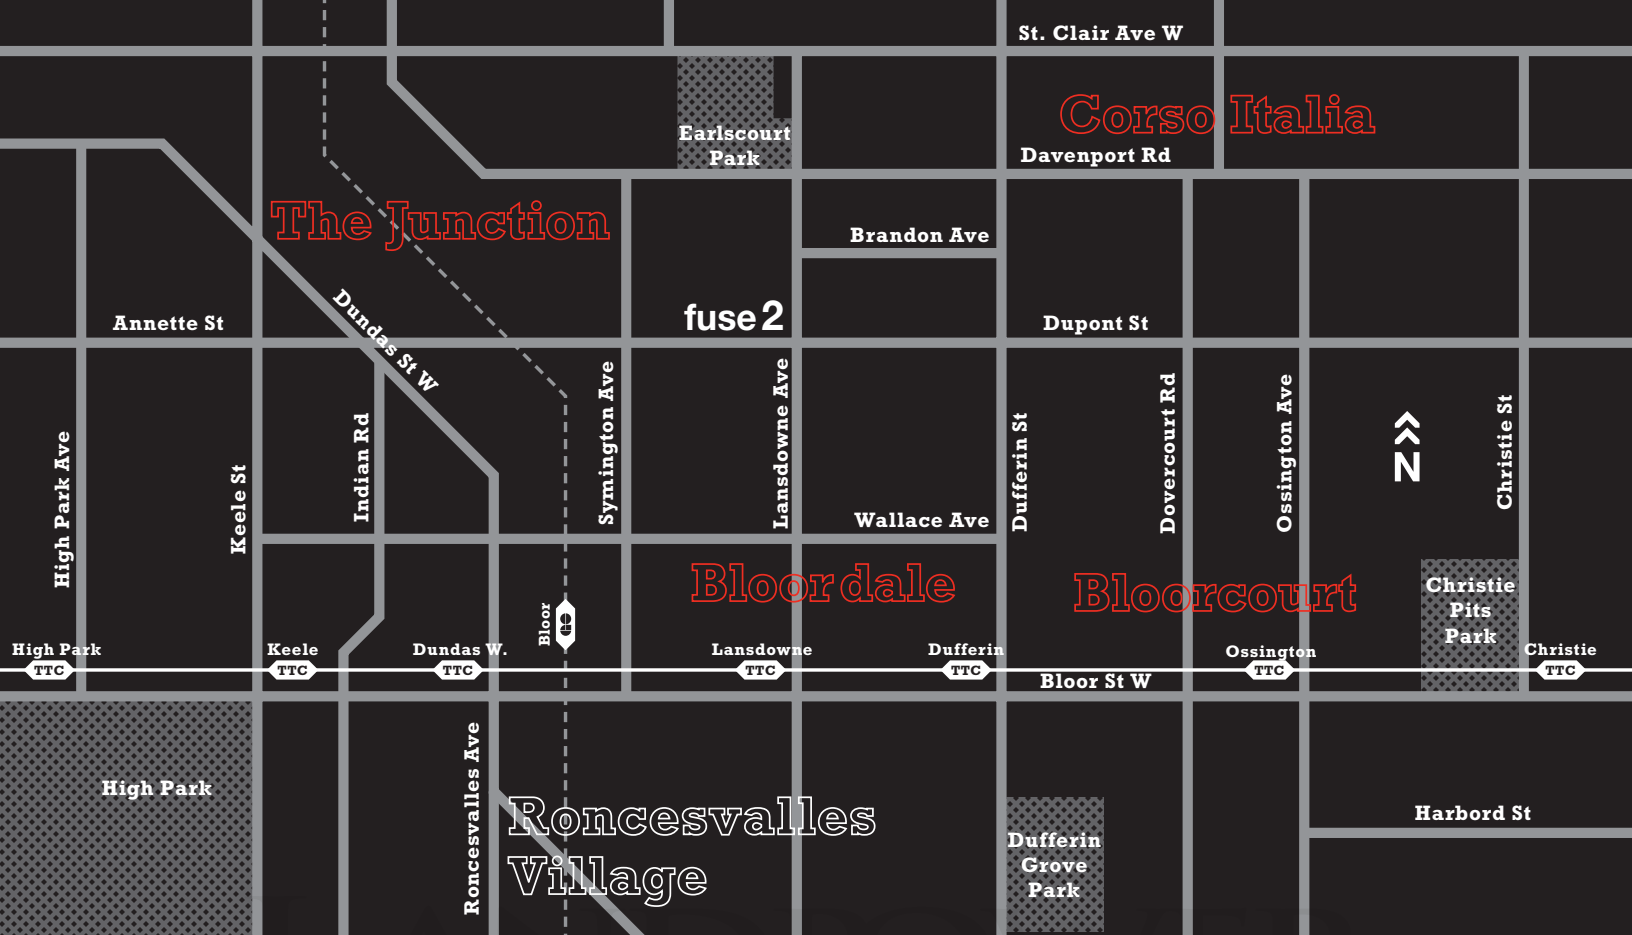 St. Clair Ave W
Corso Italia
Earlscourt
Park
Davenport Rd
The Junction
Brandon Ave
fuse2
Annette St
Dundas St W
Dupont St
High Park Ave
Keele St
Indian Rd
Symington Ave
Lansdowne Ave
Dufferin St
Dovercourt Rd
Ossington Ave
N
Christie St
Wallace Ave
Bloordale
Bloorcourt
Christie
Pits
Park
Bloor
GO
High Park
TTC
Keele
TTC
Dundas W.
TTC
Lansdowne
TTC
Dufferin
TTC
Ossington
TTC
Christie
TTC
Bloor St W
High Park
Roncesvalles Ave
Roncesvalles
Village
Dufferin
Grove
Park
Harbord St